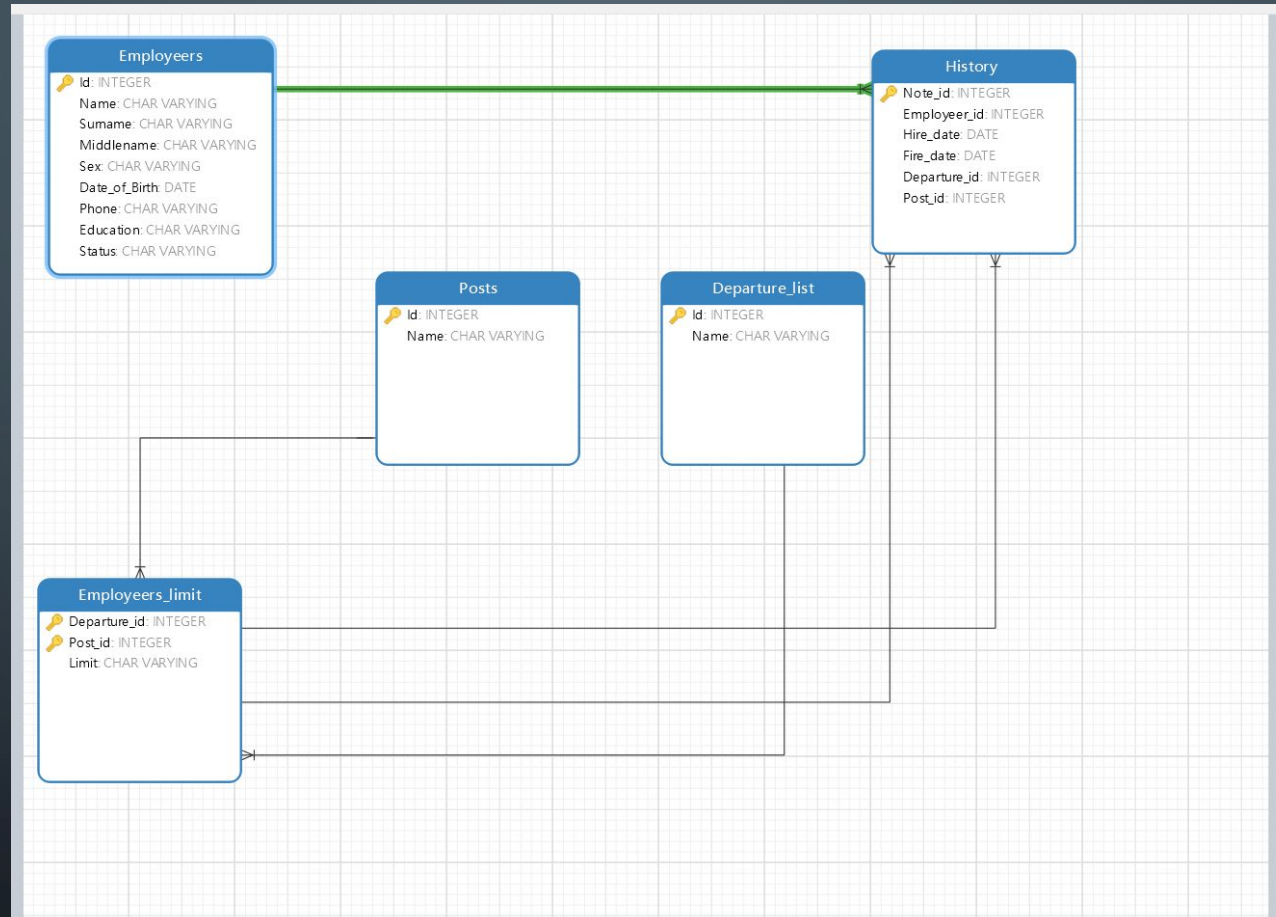 Employeers
Id: INTEGER
Name: CHAR VARYING
Surname: CHAR VARYING
Middlename: CHAR VARYING
Sex: CHAR VARYING
Date_of_Birth: DATE
Phone: CHAR VARYING
Education: CHAR VARYING
Status: CHAR VARYING
History
Note_id: INTEGER
Employeer_id: INTEGER
Hire_date: DATE
Fire_date: DATE
Departure_id: INTEGER
Post_id: INTEGER
Posts
Id: INTEGER
Name: CHAR VARYING
Departure_list
Id: INTEGER
Name: CHAR VARYING
Employeers_limit
Departure_id: INTEGER
Post_id: INTEGER
Limit: CHAR VARYING